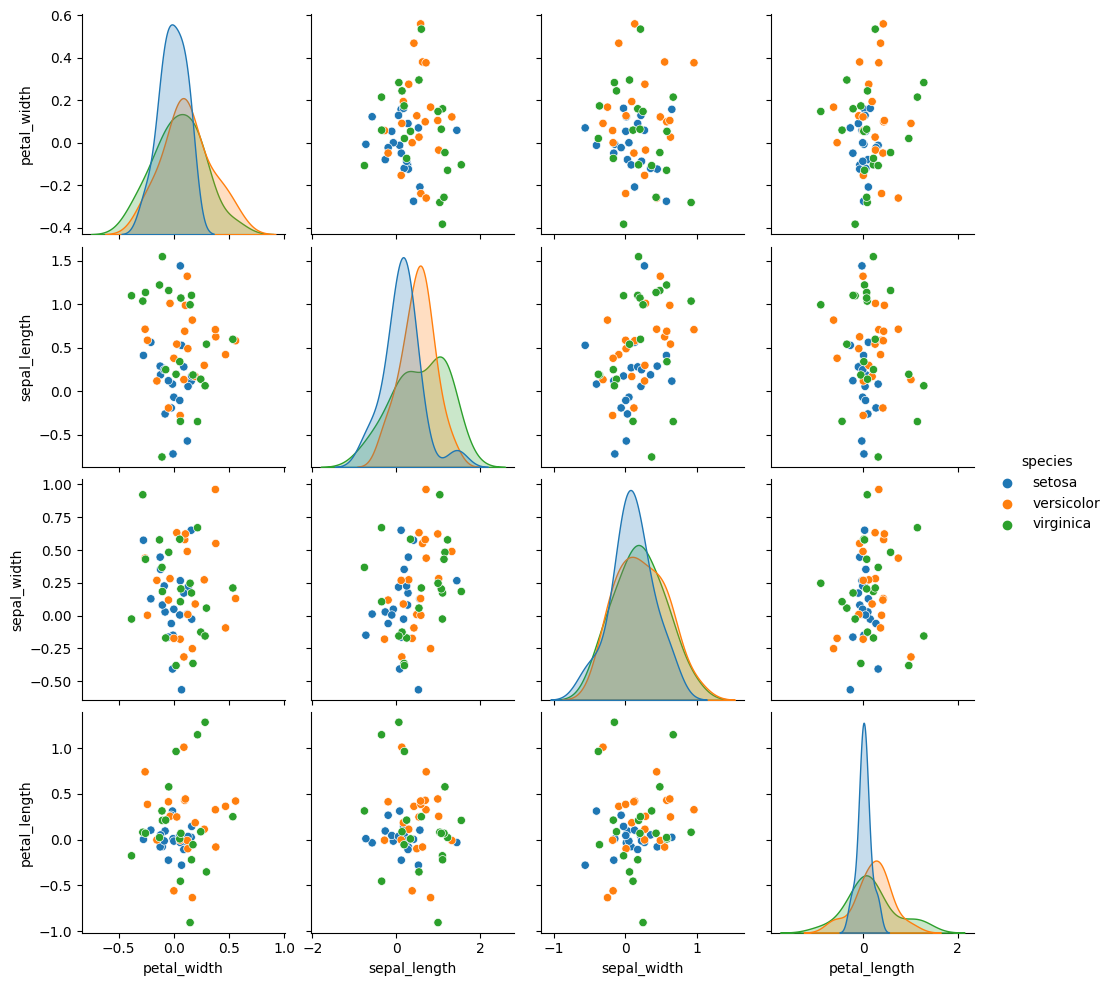 0.6
0.4
0.2
0.0
−0.2
−0.4
petal_width
1.5
1.0
0.5
0.0
−0.5
sepal_length
species
setosa
versicolor
virginica
1.00
0.75
0.50
0.25
0.00
−0.25
−0.50
sepal_width
1.0
0.5
0.0
−0.5
−1.0
petal_length
−0.5 0.0 0.5 1.0
−2 0 2
−1 0 1
0 2
petal_width sepal_length sepal_width petal_length